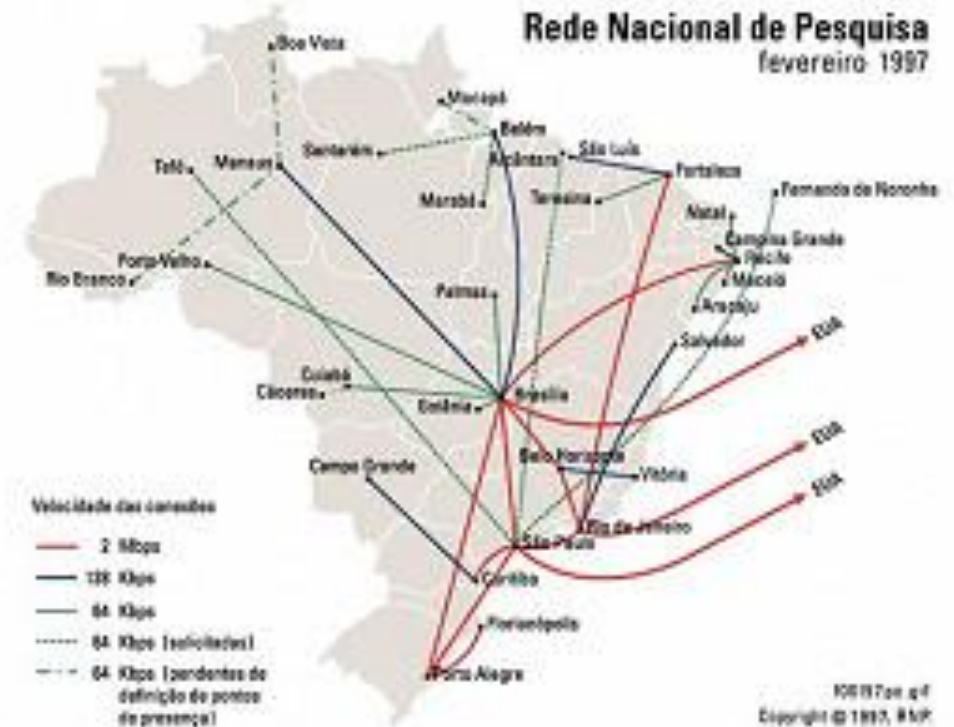 Rede Nacional de Pesquisa
fevereiro 1997
Boa Vista
Macapá
Belém
Santarém
Alcântara
São Luís
Tefé
Manaus
Fortaleza
Marabá
Teresina
Fernando de Noronha
Natal
Campina Grande
Porto Velho
Recife
Rio Branco
Maceió
Palmas
Aracaju
EUA
Salvador
Cuiabá
Cáceres
Brasília
Goiânia
EUA
Belo Horizonte
Campo Grande
Vitória
EUA
Velocidade das conexões
Rio de Janeiro
São Paulo
2 Mbps
128 Kbps
Curitiba
64 Kbps
Florianópolis
64 Kbps (solicitadas)
64 Kbps (pendentes de
definição de pontos
de presença)
Porto Alegre
Copyright © 1997, RNP